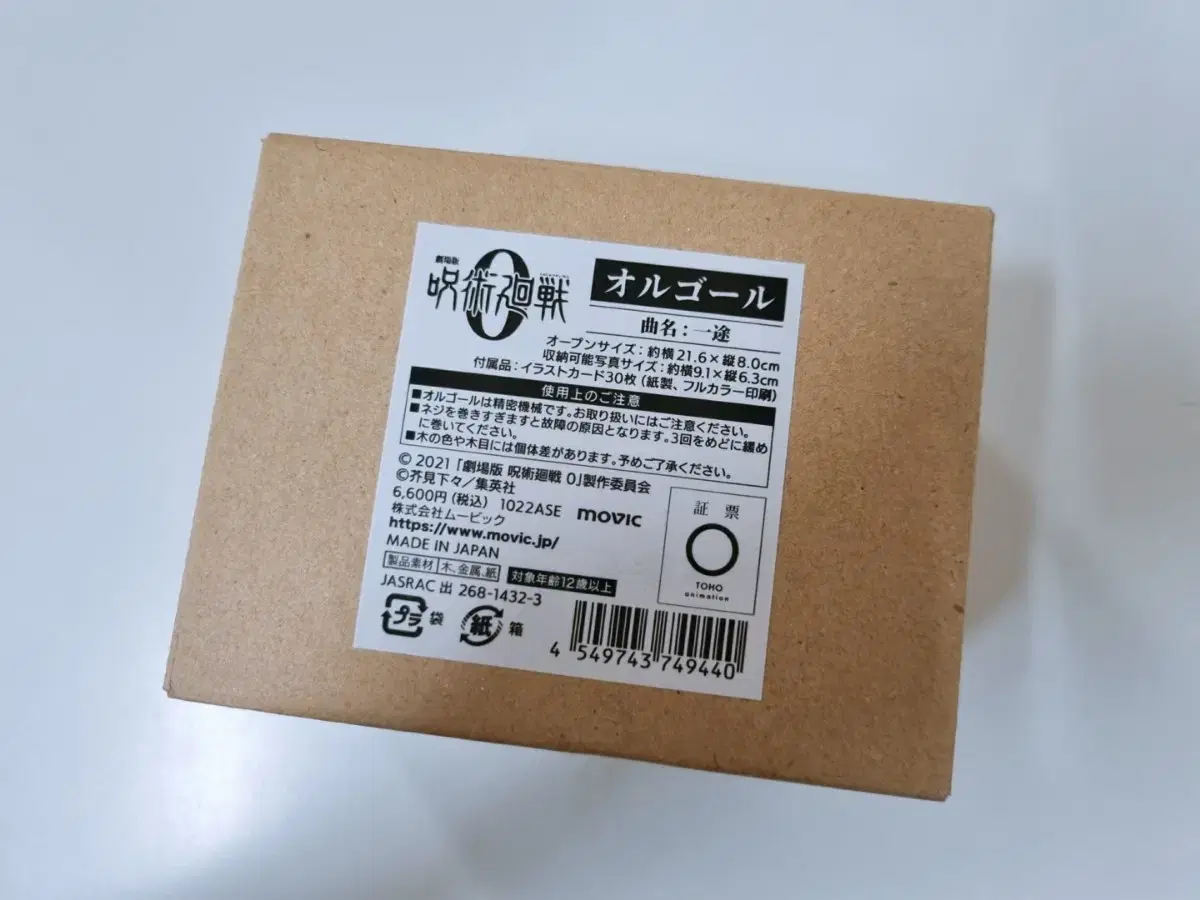 劇場版
呪術廻戦
0
オルゴール
曲名：一途
オープンサイズ：約横21.6×縦8.0cm
収納可能写真サイズ：約横9.1×縦6.3cm
付属品：イラストカード30枚（紙製、フルカラー印刷）
使用上のご注意
■オルゴールは精密機械です。お取り扱いにはご注意ください。
■ネジを巻きすぎますと故障の原因となります。3回をめどに緩め
に巻いてください。
■木の色や木目には個体差があります。予めご了承ください。
© 2021「劇場版 呪術廻戦 0」製作委員会
©芥見下々／集英社
6,600円（税込） 1022ASE movic
株式会社ムービック
https://www.movic.jp/
MADE IN JAPAN
製品素材 木、金属、紙
対象年齢12歳以上
JASRAC 出 268-1432-3
プラ 袋 紙 箱
証票
TOHO
animation
4 549743 749440